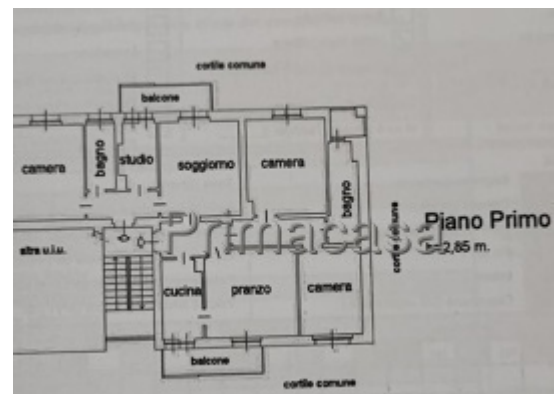 cortile comune
balcone
camera
bagno
studio
soggiorno
camera
bagno
cortile comune
Piano Primo
h=2,85 m.
altra u.i.u.
Primacasa
cucina
pranzo
camera
balcone
cortile comune